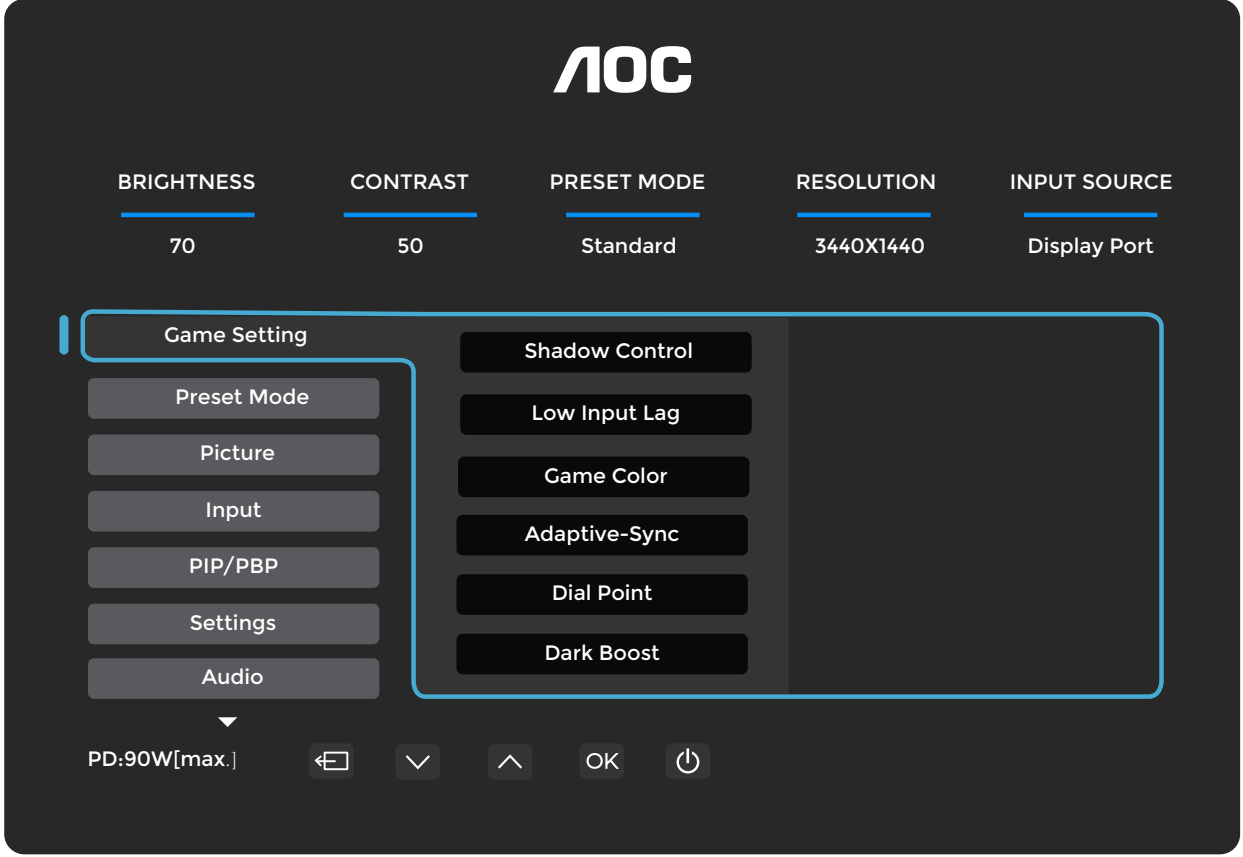 AOC
BRIGHTNESS CONTRAST PRESET MODE RESOLUTION INPUT SOURCE
70 50 Standard 3440X1440 Display Port
Game Setting
Preset Mode
Picture
Input
PIP/PBP
Settings
Audio
Shadow Control
Low Input Lag
Game Color
Adaptive-Sync
Dial Point
Dark Boost
PD:90W[max.] OK